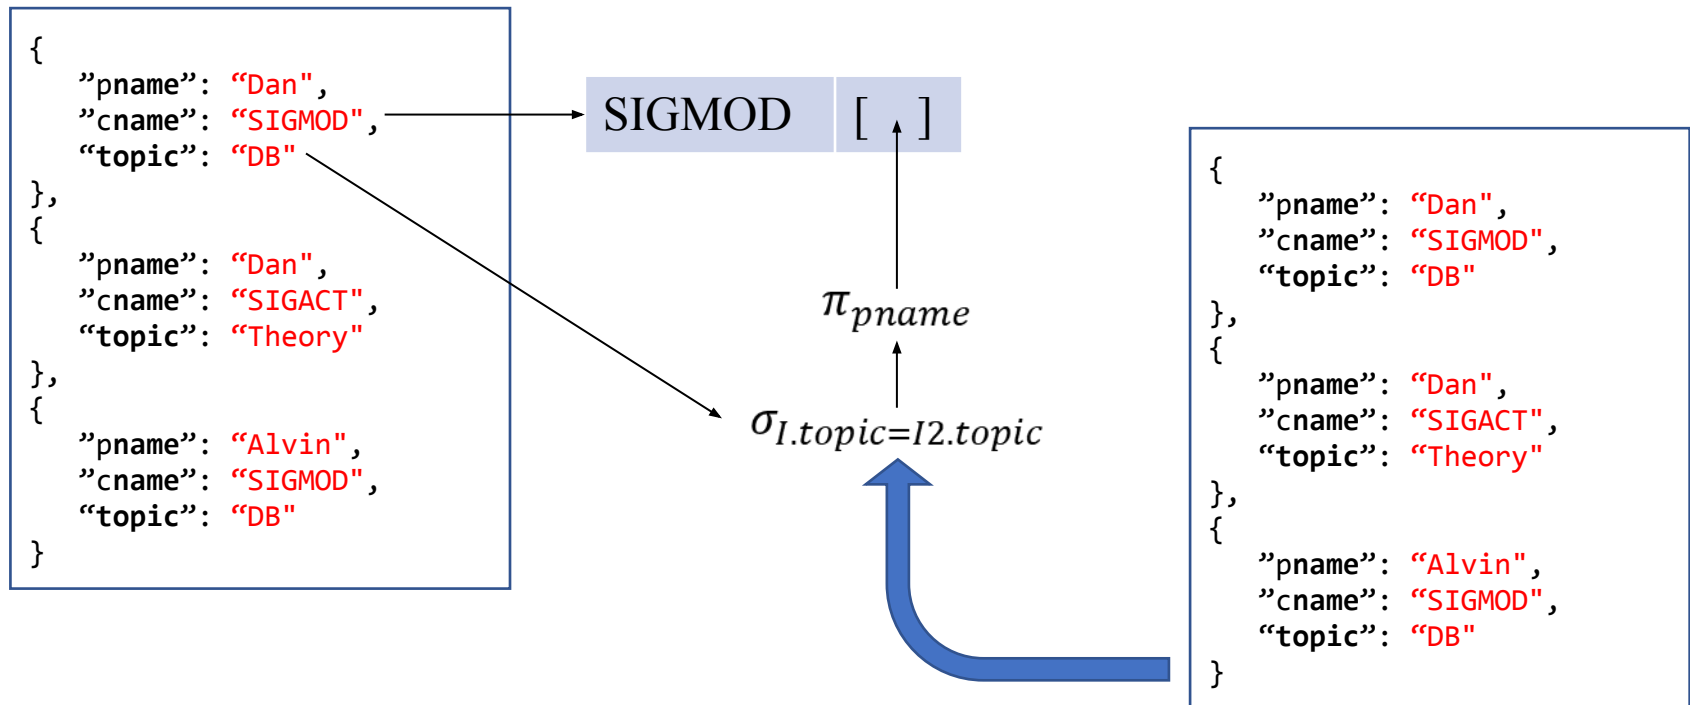 {
”pname”: “Dan",
”cname”: “SIGMOD",
“topic”: “DB"
},
{
”pname”: “Dan",
”cname”: “SIGACT",
“topic”: “Theory"
},
{
”pname”: “Alvin",
”cname”: “SIGMOD",
“topic”: “DB"
}
SIGMOD [ ]
π_pname
σ_I.topic=I2.topic
{
”pname”: “Dan",
”cname”: “SIGMOD",
“topic”: “DB"
},
{
”pname”: “Dan",
”cname”: “SIGACT",
“topic”: “Theory"
},
{
”pname”: “Alvin",
”cname”: “SIGMOD",
“topic”: “DB"
}